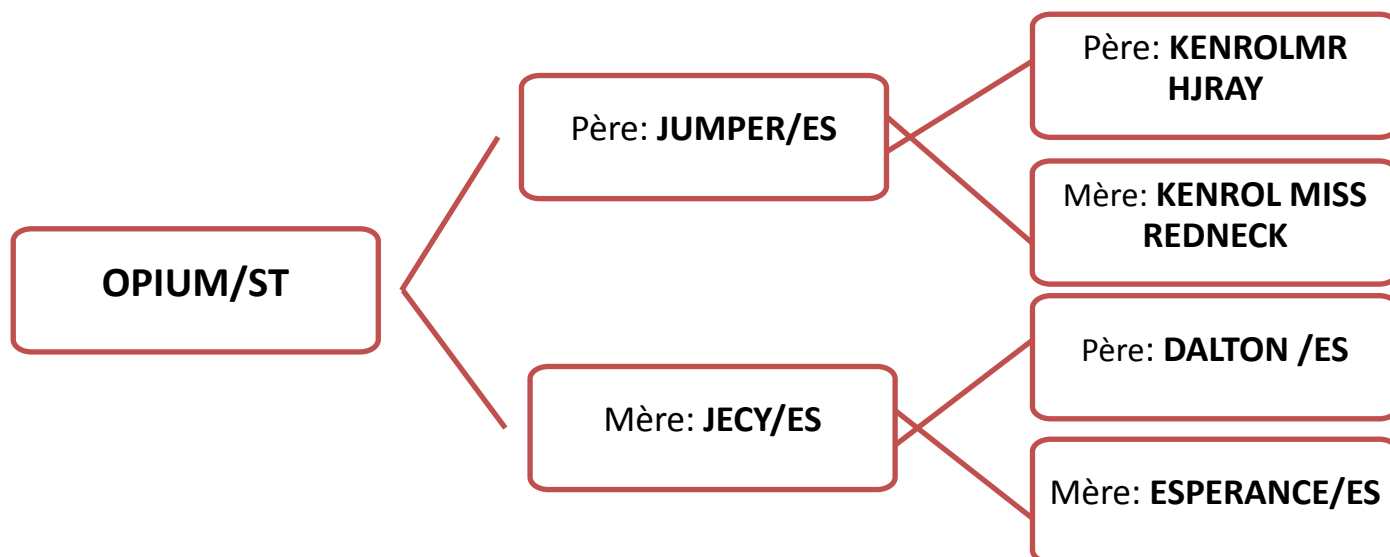 Père: KENROLMR
HJRAY
Père: JUMPER/ES
Mère: KENROL MISS
REDNECK
OPIUM/ST
Père: DALTON /ES
Mère: JECY/ES
Mère: ESPERANCE/ES